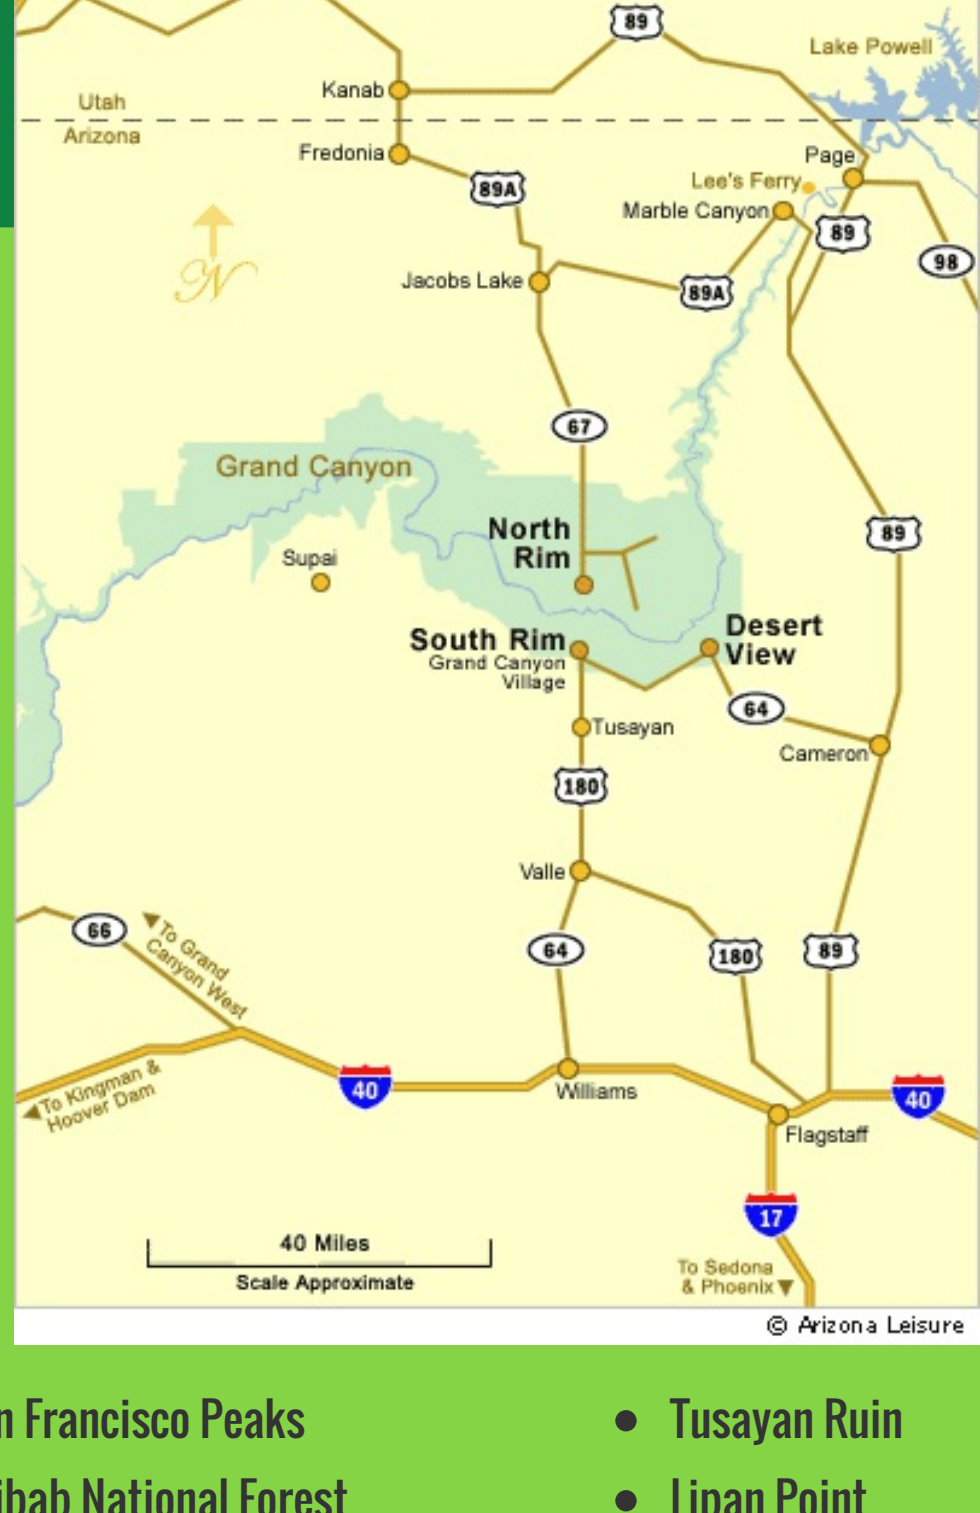 89
Lake Powell
Kanab
Utah
Arizona
Fredonia
Page
89A
Lee's Ferry
Marble Canyon
89
98
N
Jacobs Lake
89A
67
Grand Canyon
North
Rim
89
Supai
Desert
View
South Rim
Grand Canyon
Village
64
Tusayan
Cameron
180
Valle
66
To Grand
Canyon West
64
180
89
40
To Kingman &
Hoover Dam
Williams
40
Flagstaff
17
40 Miles
Scale Approximate
To Sedona
& Phoenix
© Arizona Leisure
n Francisco Peaks
● Tusayan Ruin
ibab National Forest
● Lipan Point